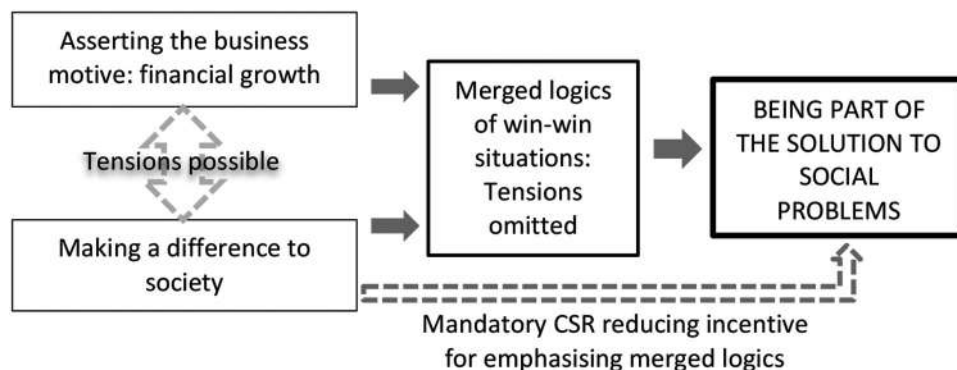 Asserting the business
motive: financial growth
Tensions possible
Making a difference to
society
Merged logics
of win-win
situations:
Tensions
omitted
BEING PART OF
THE SOLUTION TO
SOCIAL
PROBLEMS
Mandatory CSR reducing incentive
for emphasising merged logics